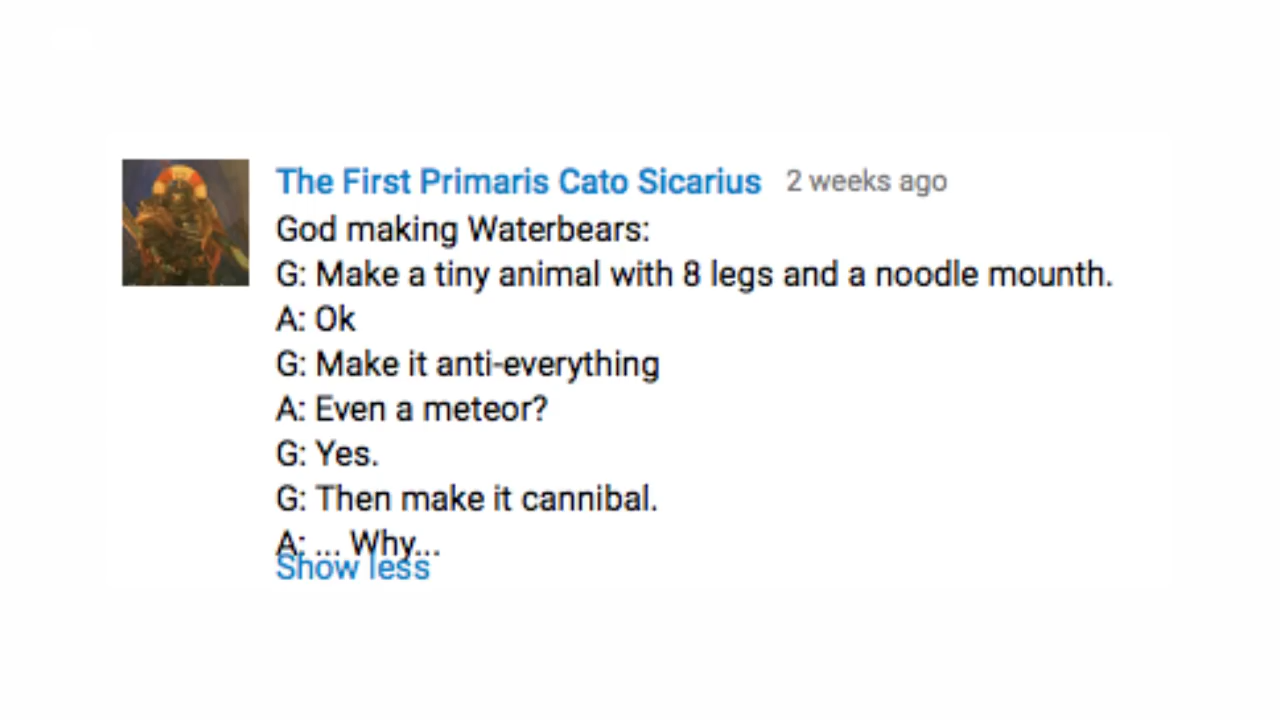 The First Primaris Cato Sicarius 2 weeks ago
God making Waterbears:
G: Make a tiny animal with 8 legs and a noodle mounth.
A: Ok
G: Make it anti-everything
A: Even a meteor?
G: Yes.
G: Then make it cannibal.
A: ... Why...
Show less